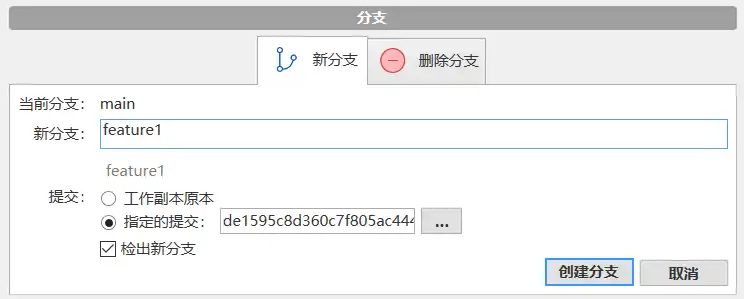 分支
新分支 删除分支
当前分支： main
新分支： feature1
feature1
提交： 工作副本原本
指定的提交： de1595c8d360c7f805ac444 ...
检出新分支
创建分支 取消